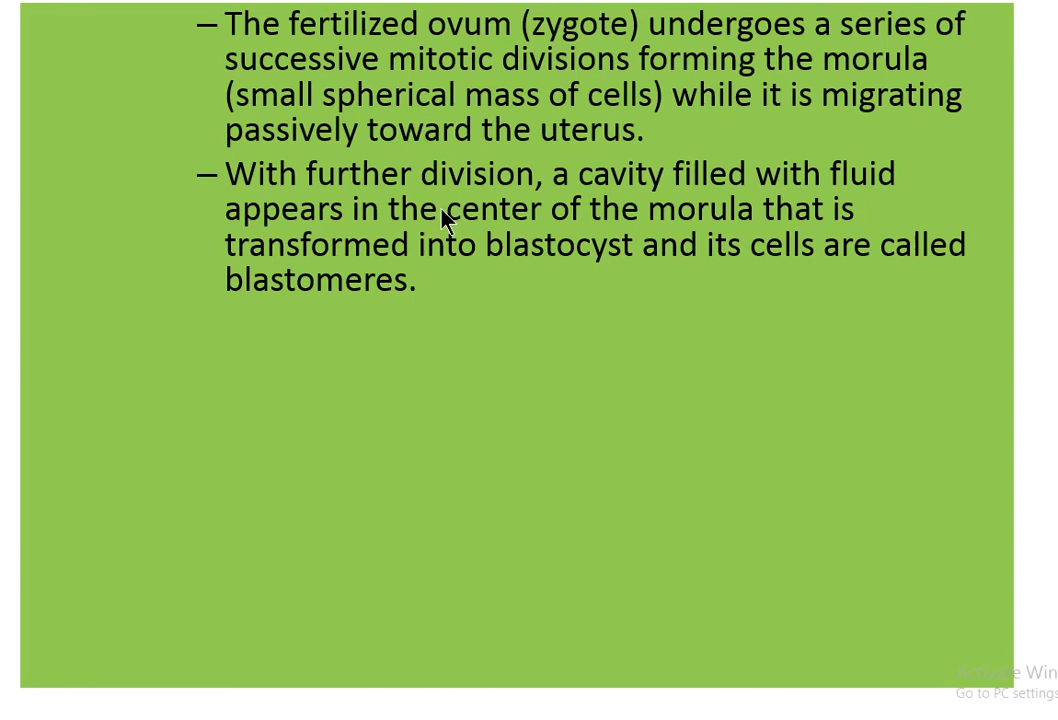 – The fertilized ovum (zygote) undergoes a series of
successive mitotic divisions forming the morula
(small spherical mass of cells) while it is migrating
passively toward the uterus.
– With further division, a cavity filled with fluid
appears in the center of the morula that is
transformed into blastocyst and its cells are called
blastomeres.
Activate Win
Go to PC settings